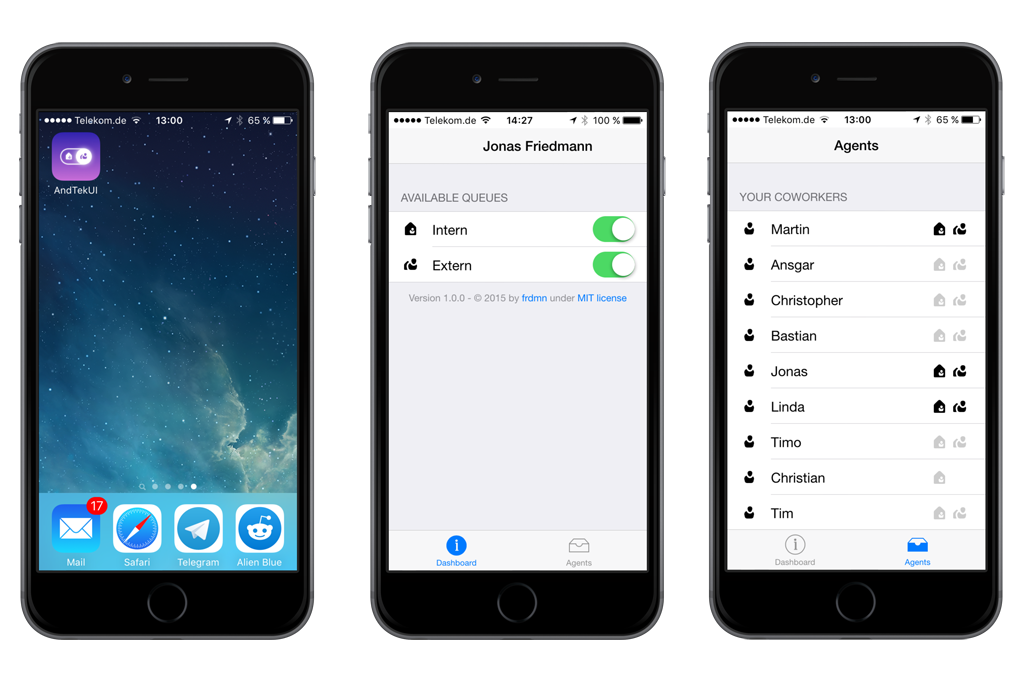 Telekom.de 13:00 65 %
AndTekUI
17
Mail Safari Telegram Alien Blue
Telekom.de 14:27 100 %
Jonas Friedmann
AVAILABLE QUEUES
Intern
Extern
Version 1.0.0 - © 2015 by frdmn under MIT license
Dashboard Agents
Telekom.de 13:00 65 %
Agents
YOUR COWORKERS
Martin
Ansgar
Christopher
Bastian
Jonas
Linda
Timo
Christian
Tim
Dashboard Agents